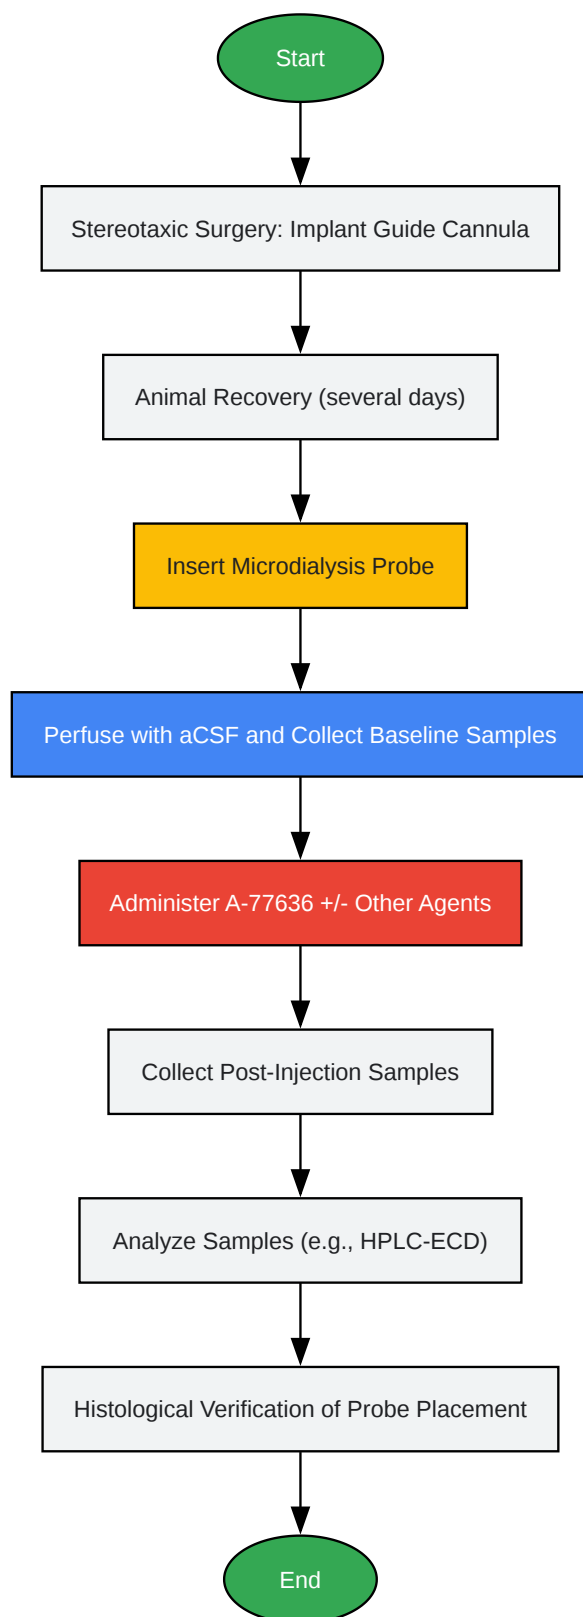 Start
Stereotaxic Surgery: Implant Guide Cannula
Animal Recovery (several days)
Insert Microdialysis Probe
Perfuse with aCSF and Collect Baseline Samples
Administer A-77636 +/- Other Agents
Collect Post-Injection Samples
Analyze Samples (e.g., HPLC-ECD)
Histological Verification of Probe Placement
End